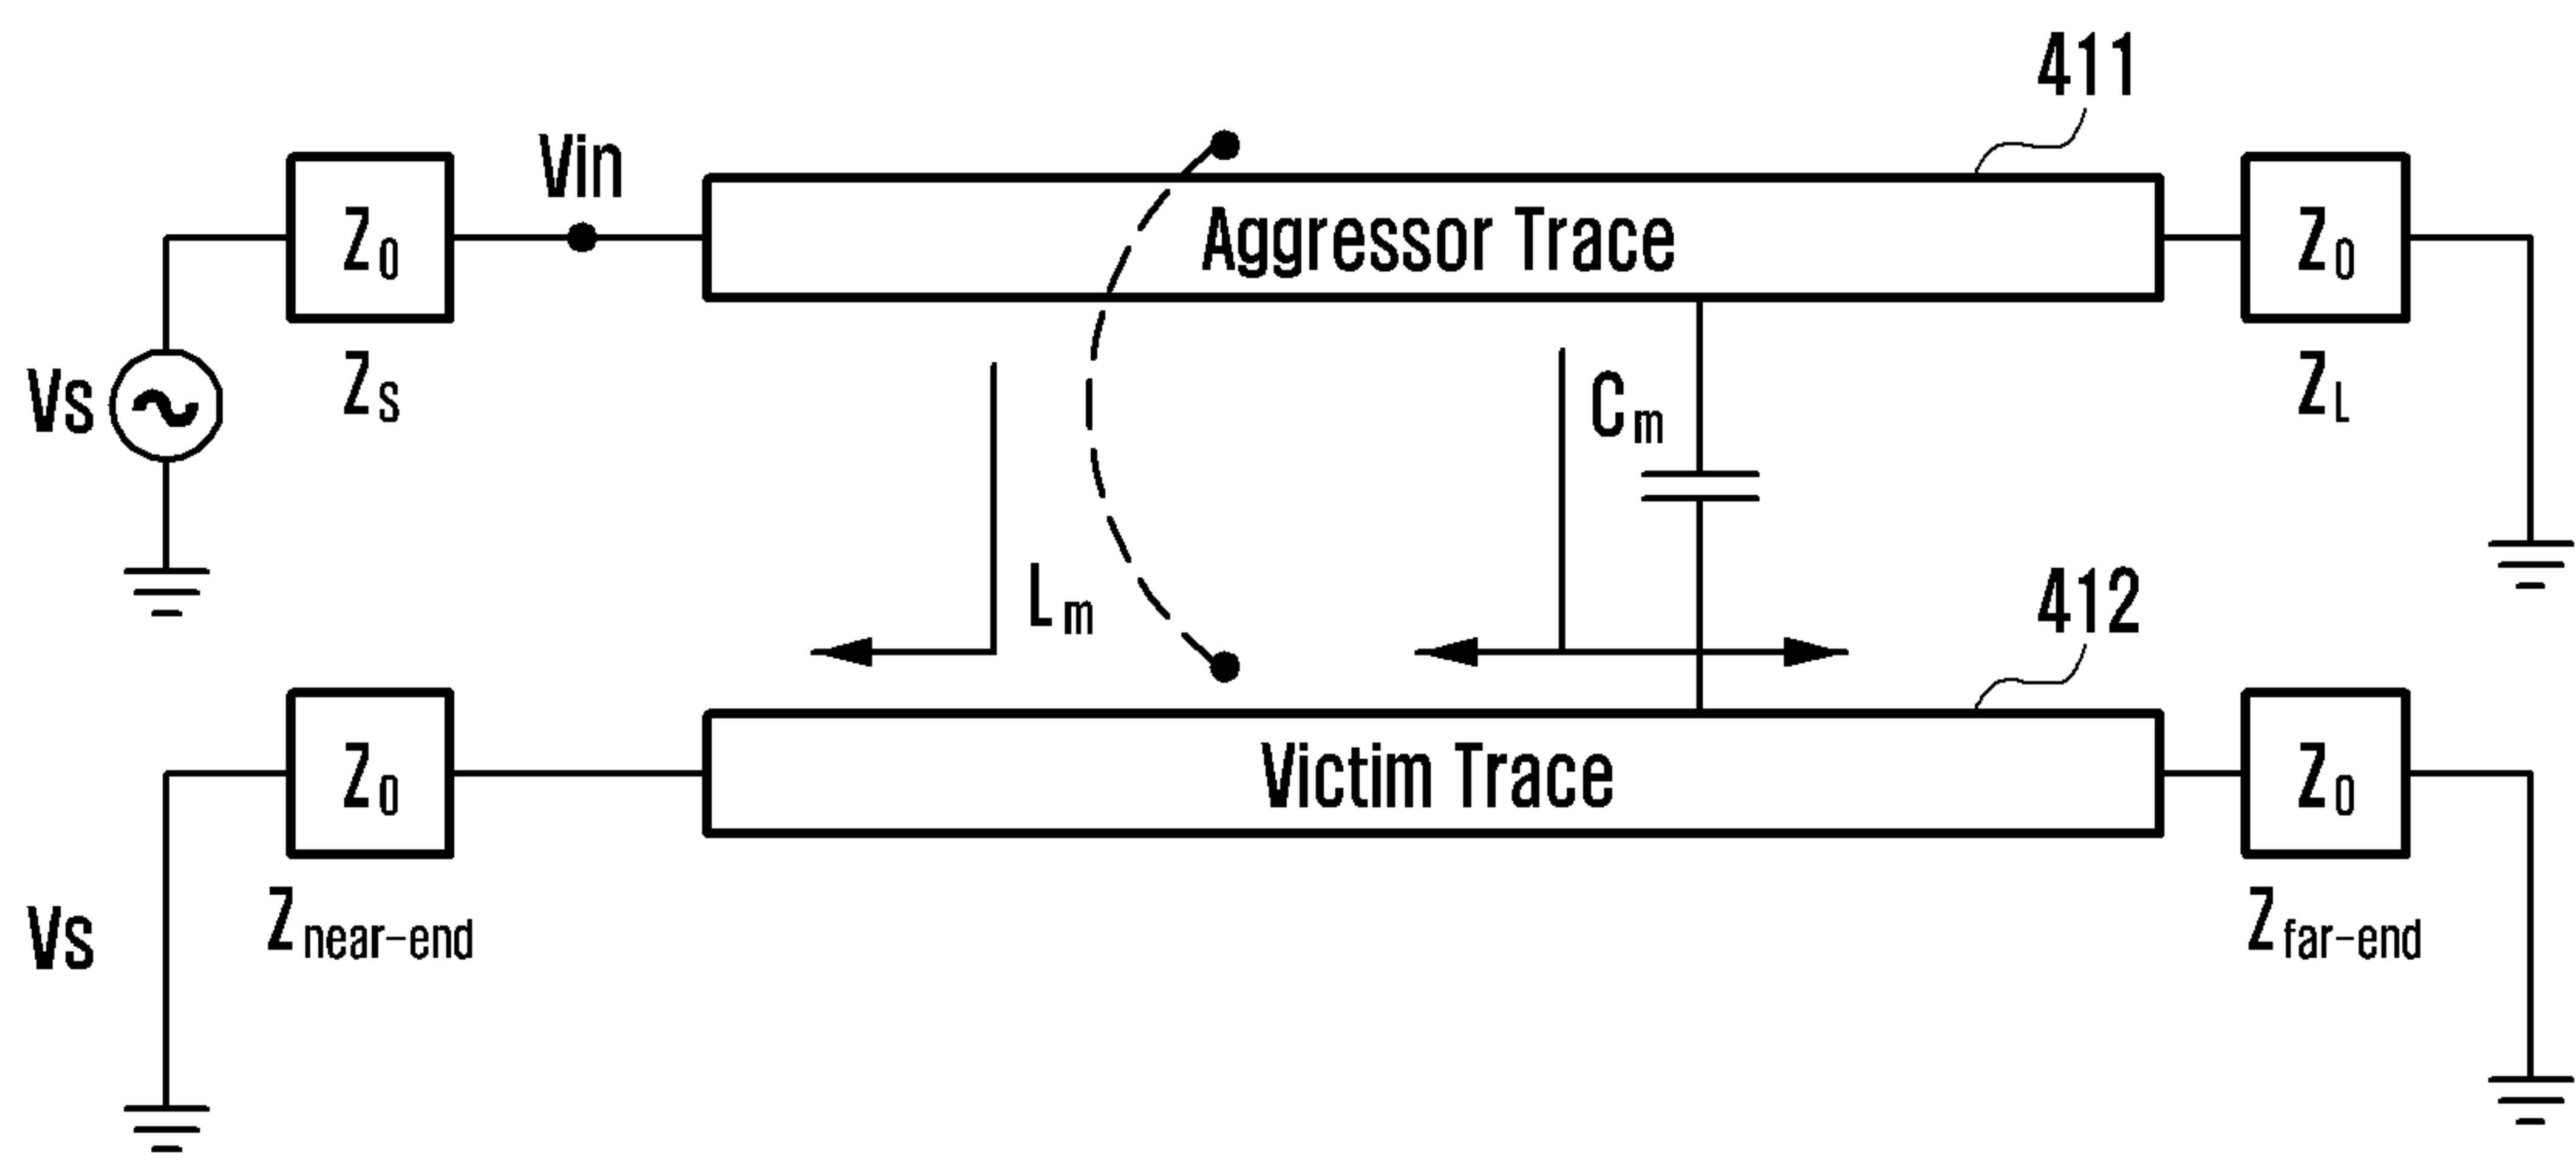 411
Vin
Z0
Aggressor Trace
Z0
Vs
ZS
Cm
ZL
Lm
412
Z0
Victim Trace
Z0
Vs
Znear-end
Zfar-end